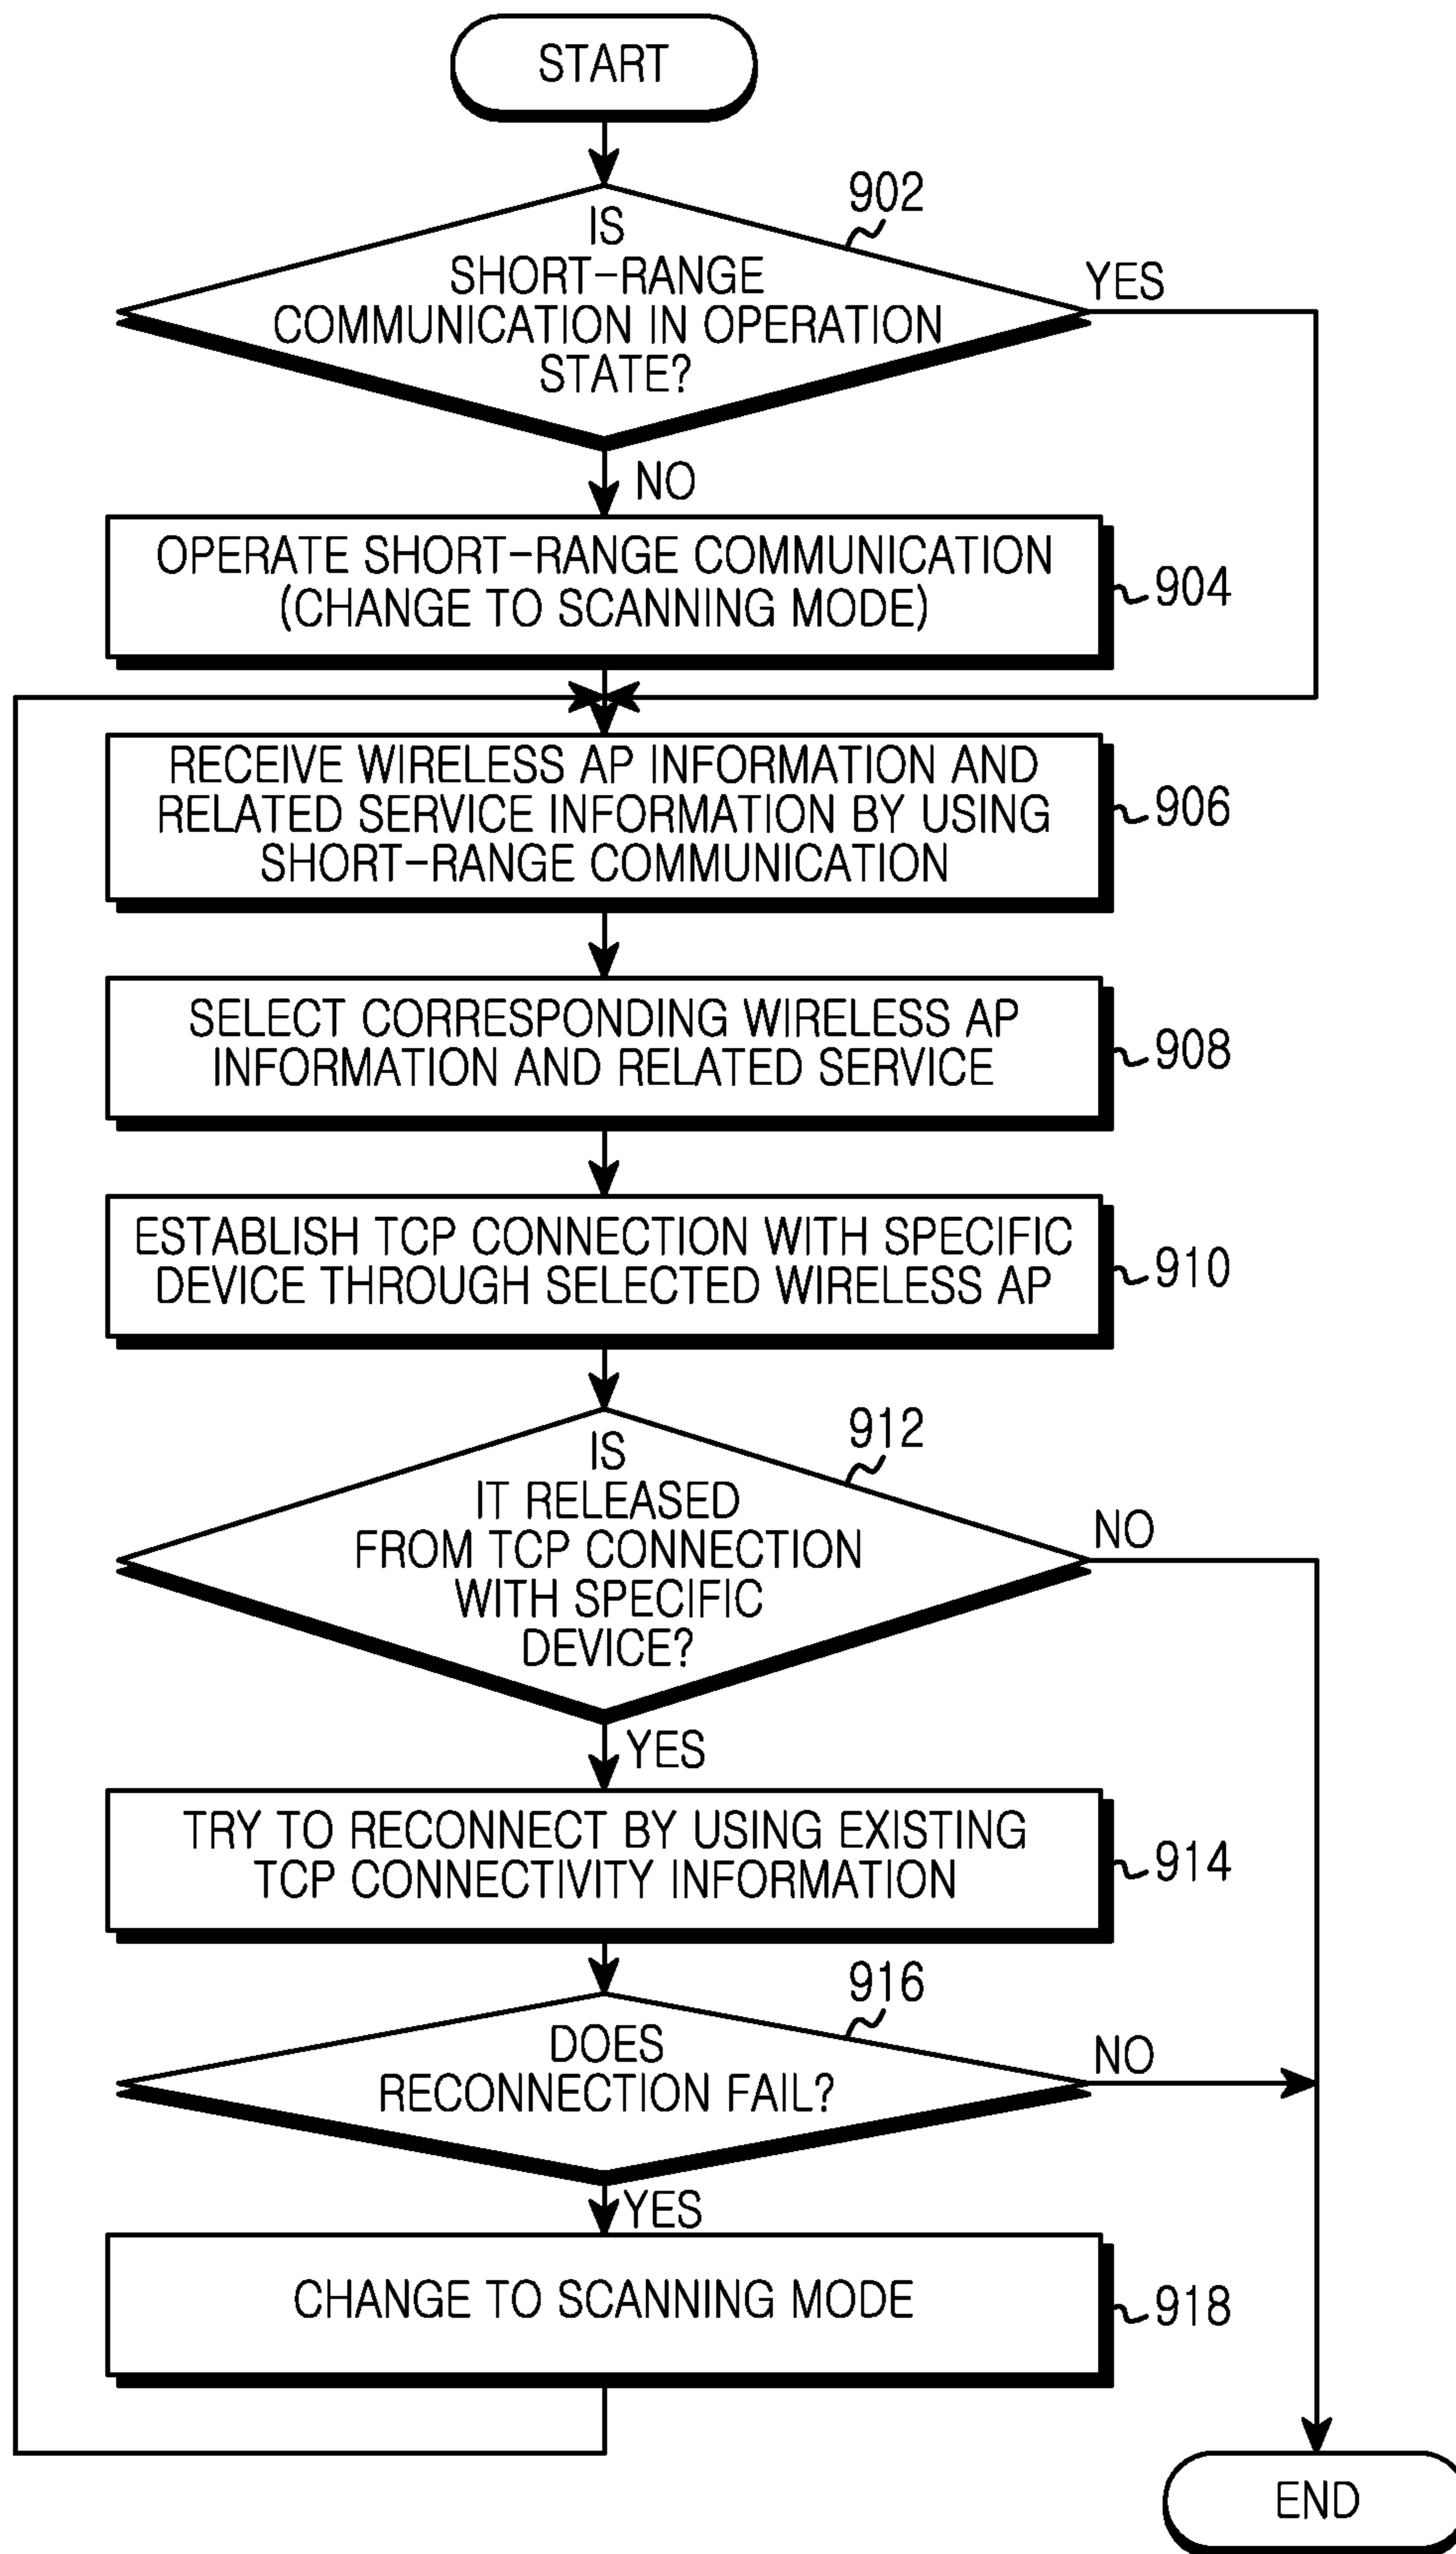 START
902
IS
SHORT-RANGE
COMMUNICATION IN OPERATION
STATE?
YES
NO
OPERATE SHORT-RANGE COMMUNICATION
(CHANGE TO SCANNING MODE)
904
RECEIVE WIRELESS AP INFORMATION AND
RELATED SERVICE INFORMATION BY USING
SHORT-RANGE COMMUNICATION
906
SELECT CORRESPONDING WIRELESS AP
INFORMATION AND RELATED SERVICE
908
ESTABLISH TCP CONNECTION WITH SPECIFIC
DEVICE THROUGH SELECTED WIRELESS AP
910
912
IS
IT RELEASED
FROM TCP CONNECTION
WITH SPECIFIC
DEVICE?
NO
YES
TRY TO RECONNECT BY USING EXISTING
TCP CONNECTIVITY INFORMATION
914
916
DOES
RECONNECTION FAIL?
NO
YES
CHANGE TO SCANNING MODE
918
END